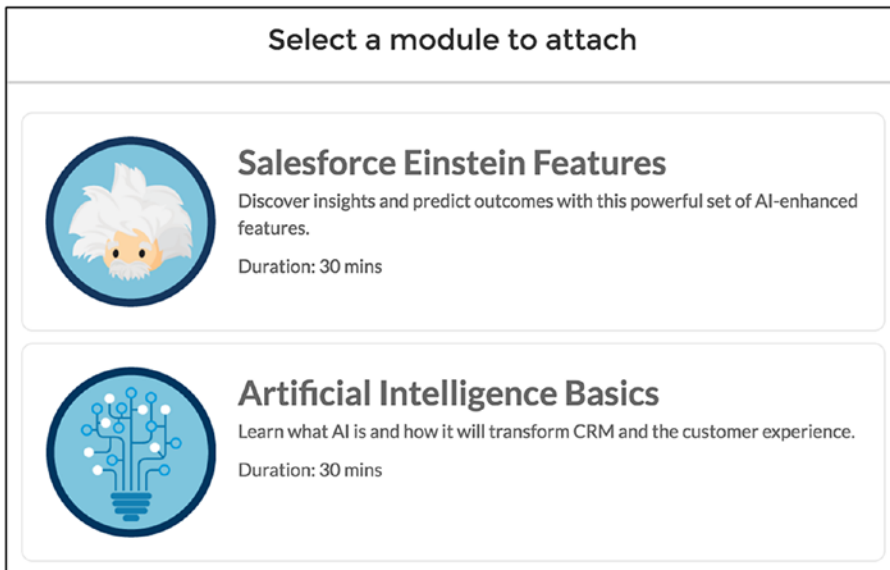 Select a module to attach
Salesforce Einstein Features
Discover insights and predict outcomes with this powerful set of AI-enhanced
features.
Duration: 30 mins
Artificial Intelligence Basics
Learn what AI is and how it will transform CRM and the customer experience.
Duration: 30 mins